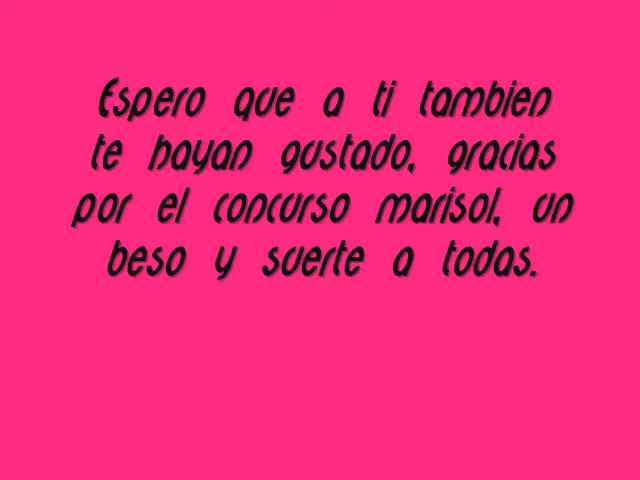 Espero que a ti tambien
te hayan gustado, gracias
por el concurso marisol, un
beso y suerte a todas.